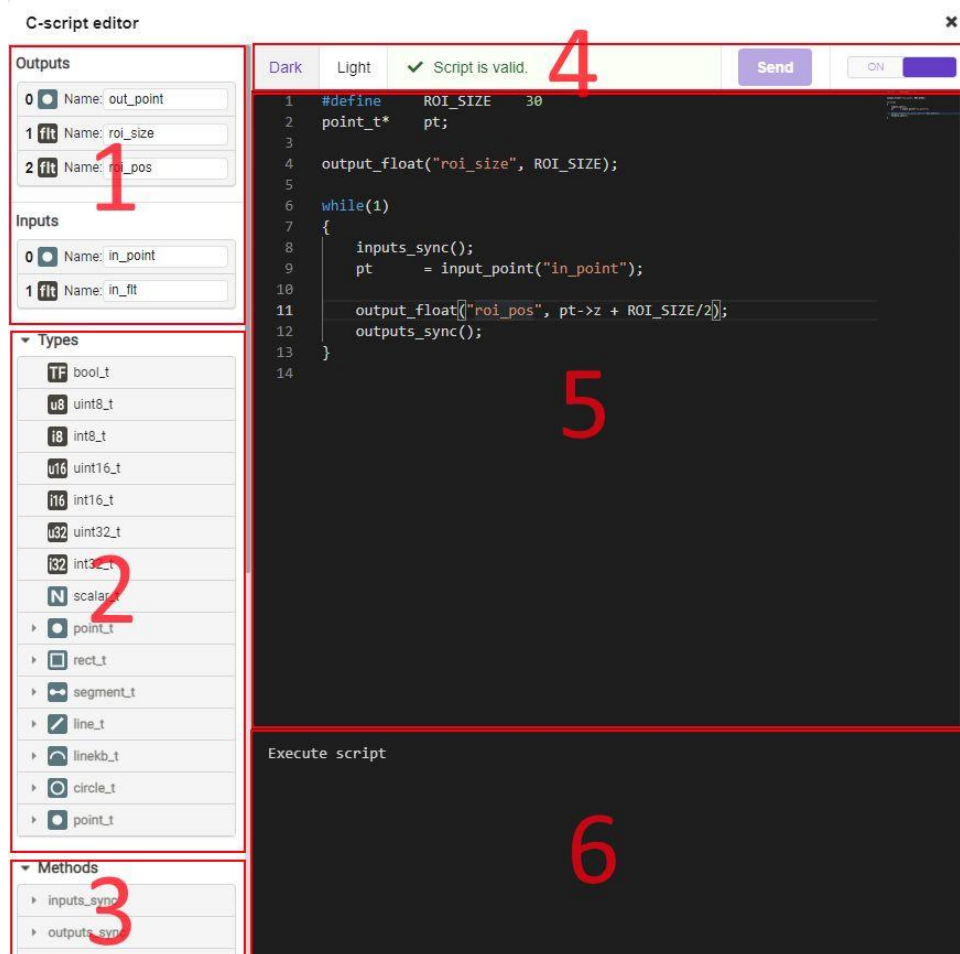 C-script editor
×
1
Outputs
0 Name: out_point
1 flt Name: roi_size
2 flt Name: roi_pos
Inputs
0 Name: in_point
1 flt Name: in_flt
2
Types
TF bool_t
u8 uint8_t
i8 int8_t
u16 uint16_t
i16 int16_t
u32 uint32_t
i32 int32_t
N scalar_t
point_t
rect_t
segment_t
line_t
linekb_t
circle_t
point_t
3
Methods
inputs_sync
outputs_sync
4
Dark Light ✔ Script is valid. Send ON
5
1 #define ROI_SIZE 30
2 point_t* pt;
3
4 output_float("roi_size", ROI_SIZE);
5
6 while(1)
7 {
8 inputs_sync();
9 pt = input_point("in_point");
10
11 output_float("roi_pos", pt->z + ROI_SIZE/2);
12 outputs_sync();
13 }
14
6
Execute script